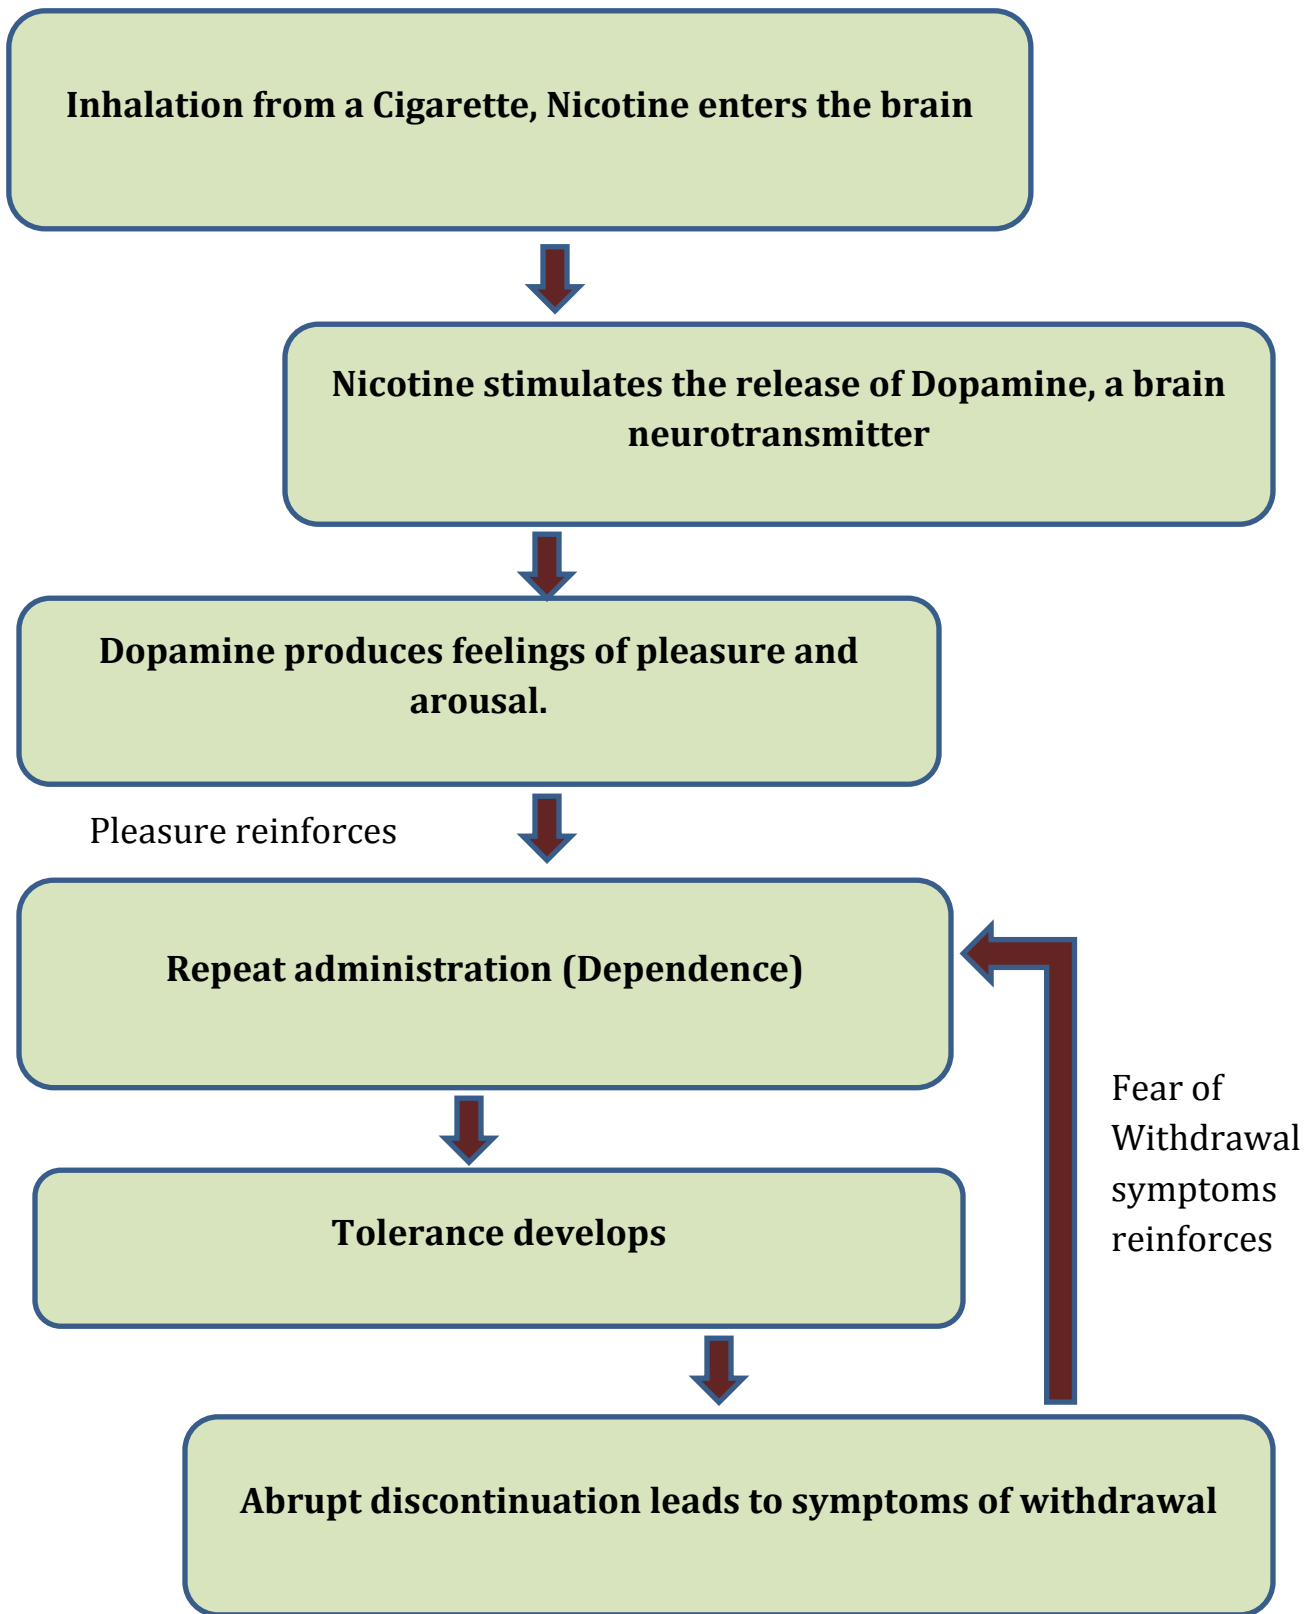 Inhalation from a Cigarette, Nicotine enters the brain
Nicotine stimulates the release of Dopamine, a brain
neurotransmitter
Dopamine produces feelings of pleasure and
arousal.
Pleasure reinforces
Repeat administration (Dependence)
Fear of
Withdrawal
symptoms
reinforces
Tolerance develops
Abrupt discontinuation leads to symptoms of withdrawal